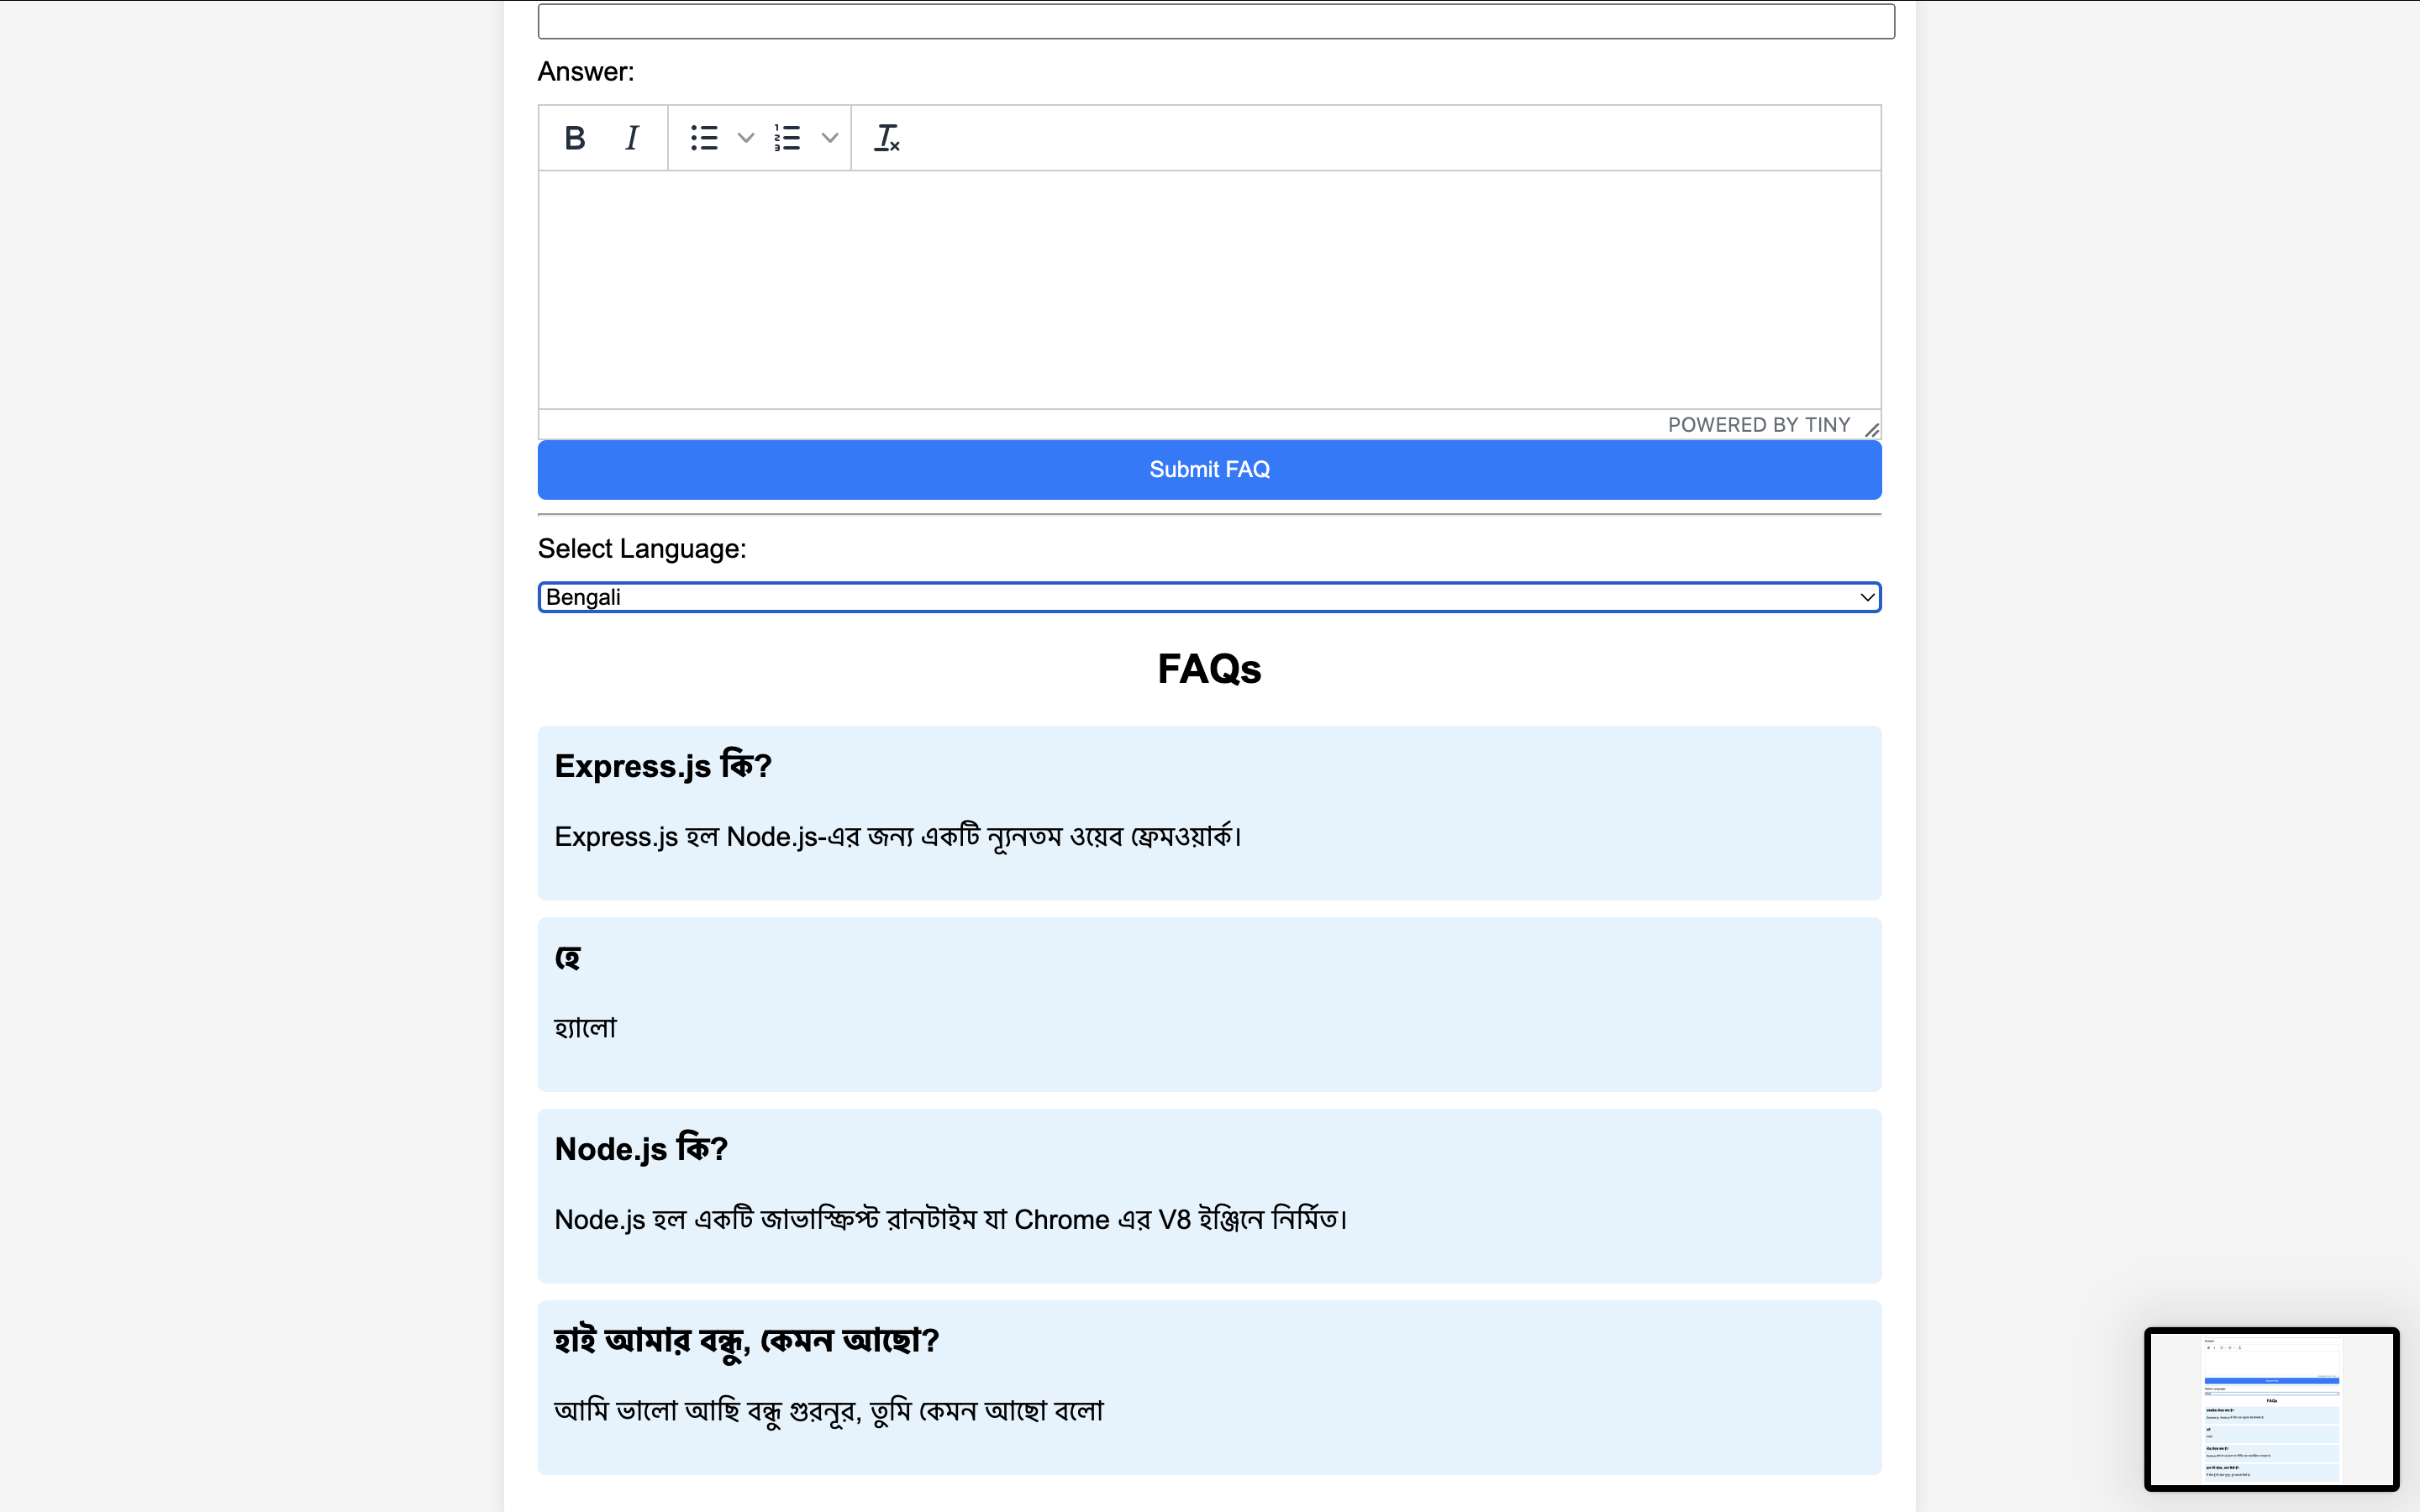 Answer:
POWERED BY TINY
Submit FAQ
Select Language:
Bengali
FAQs
Express.js কি?
Express.js হল Node.js-এর জন্য একটি ন্যূনতম ওয়েব ফ্রেমওয়ার্ক।
হে
হ্যালো
Node.js কি?
Node.js হল একটি জাভাস্ক্রিপ্ট রানটাইম যা Chrome এর V8 ইঞ্জিনে নির্মিত।
হাই আমার বন্ধু, কেমন আছো?
আমি ভালো আছি বন্ধু গুরনূর, তুমি কেমন আছো বলো